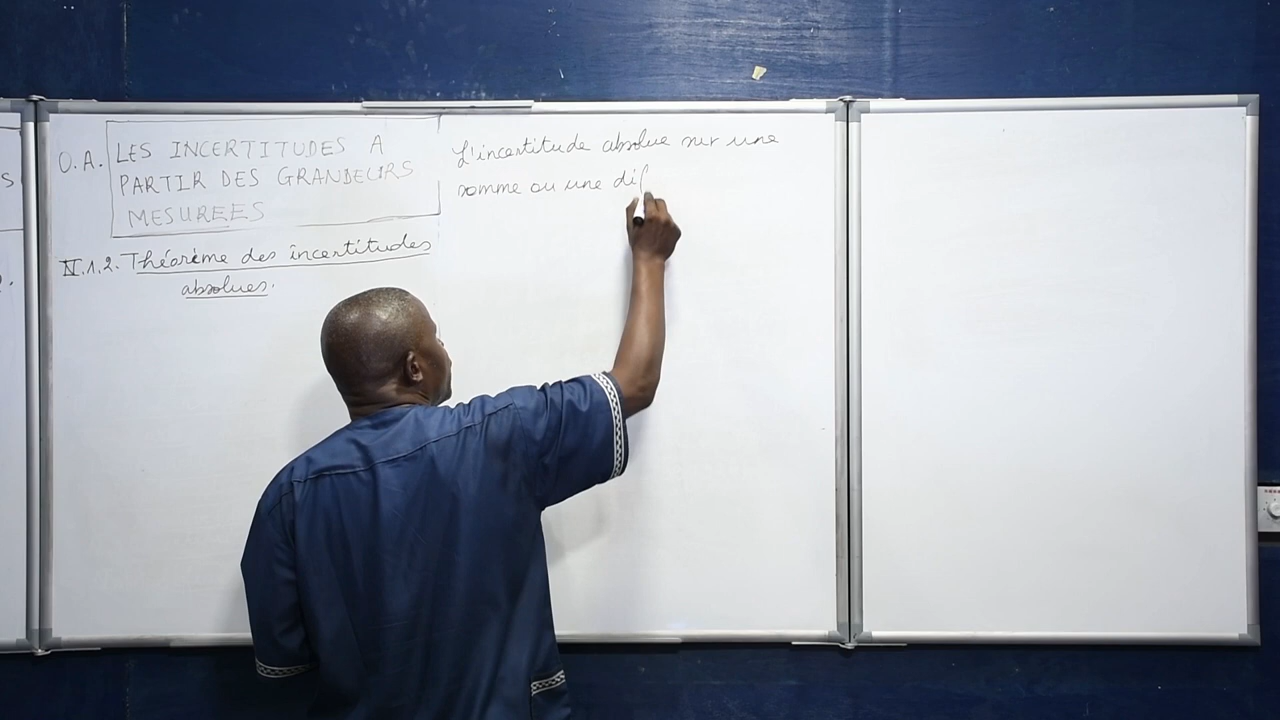 O.A. LES INCERTITUDES A
PARTIR DES GRANDEURS
MESUREES
IV.1.2. Théorème des incertitudes
absolues.
L'incertitude absolue sur une
somme ou une dif